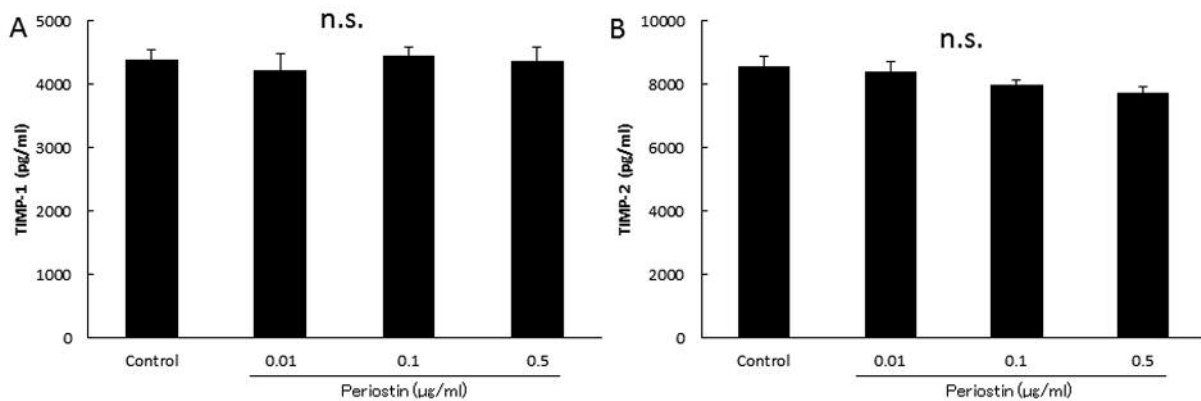 A
n.s.
TIMP-1 (pg/ml)
5000
4000
3000
2000
1000
0
Control
0.01
0.1
0.5
Periostin (μg/ml)
B
n.s.
TIMP-2 (pg/ml)
10000
8000
6000
4000
2000
0
Control
0.01
0.1
0.5
Periostin (μg/ml)